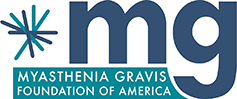 mg
MYASTHENIA GRAVIS
FOUNDATION OF AMERICA